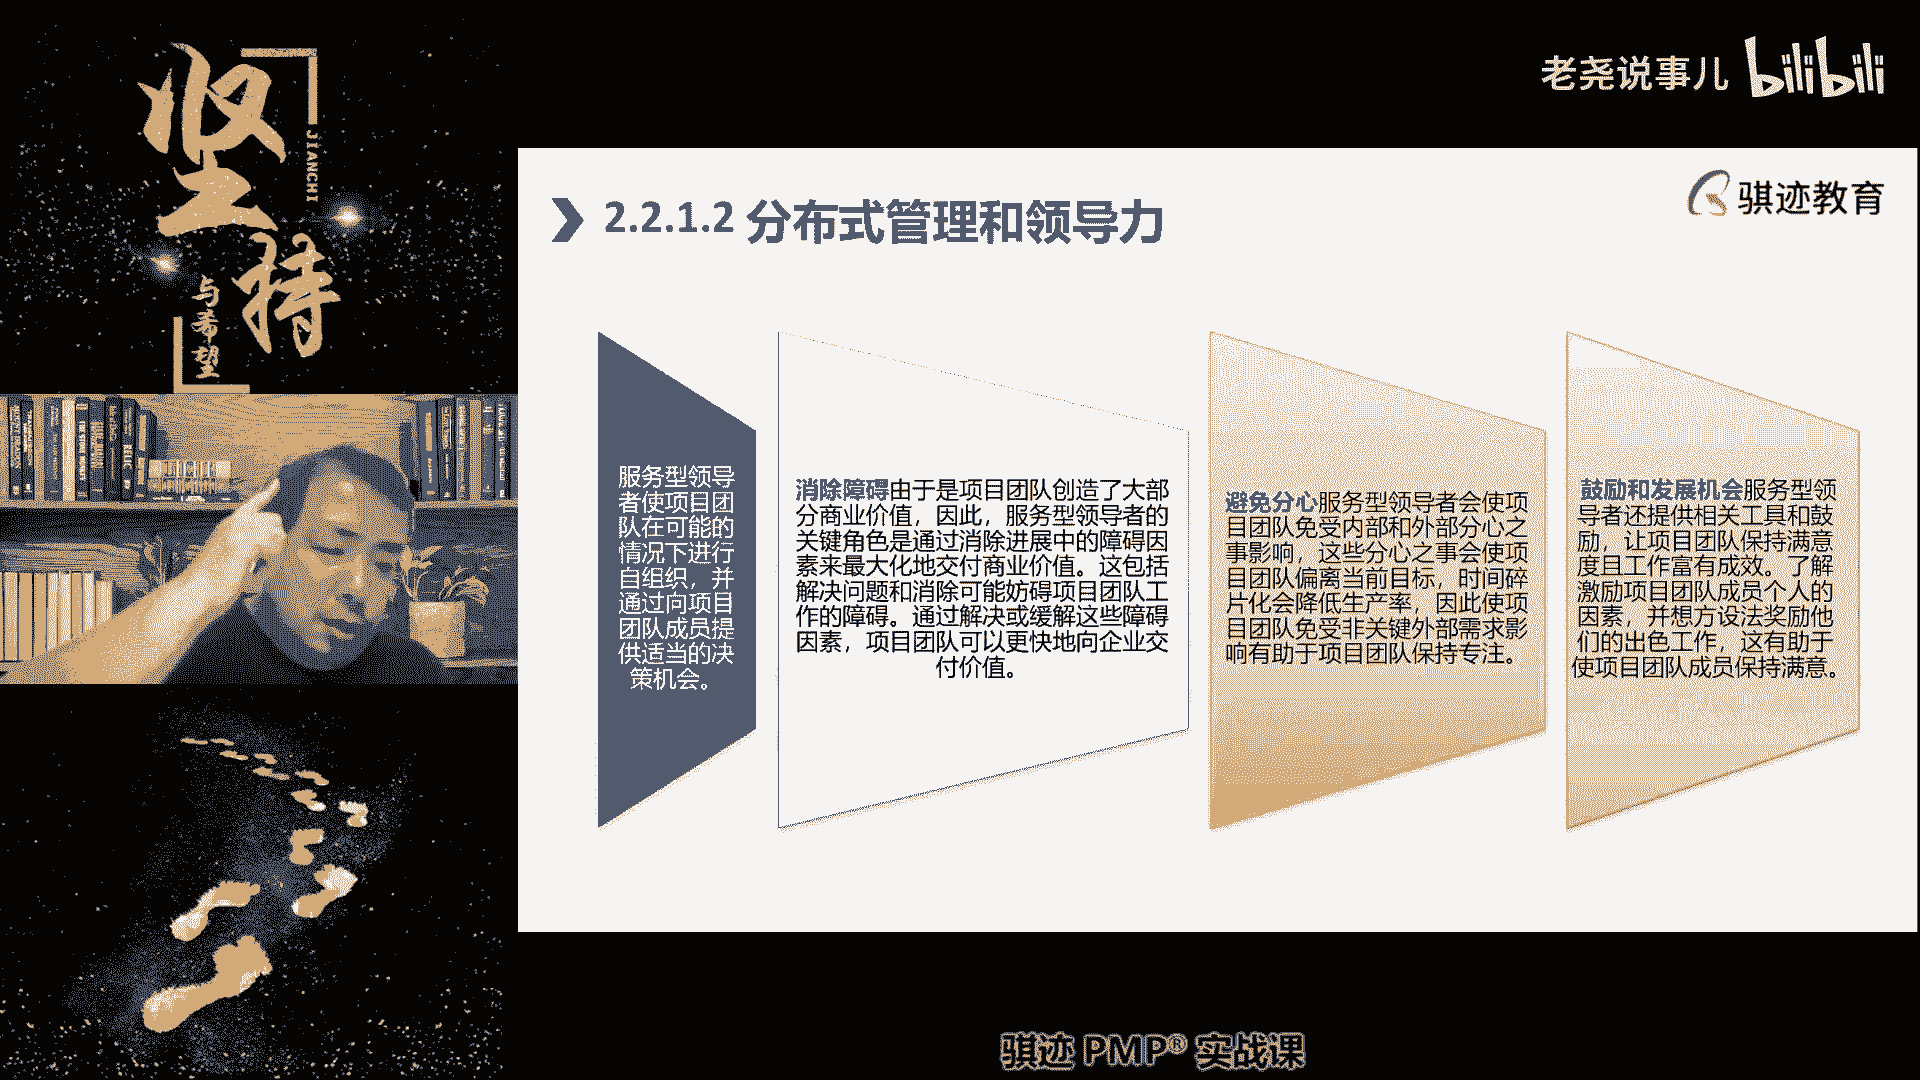 坚持
JIANCHI
与希望
老尧说事儿 bilibili
骐迹教育
2.2.1.2 分布式管理和领导力
服务型领导
者使项目团
队在可能的
情况下进行
自组织，并
通过向项目
团队成员提
供适当的决
策机会。
消除障碍由于是项目团队创造了大部
分商业价值，因此，服务型领导者的
关键角色是通过消除进展中的障碍因
素来最大化地交付商业价值。这包括
解决问题和消除可能妨碍项目团队工
作的障碍。通过解决或缓解这些障碍
因素，项目团队可以更快地向企业交
付价值。
避免分心服务型领导者会使项
目团队免受内部和外部分心之
事影响，这些分心之事会使项
目团队偏离当前目标，时间碎
片化会降低生产率，因此使项
目团队免受非关键外部需求影
响有助于项目团队保持专注。
鼓励和发展机会服务型领
导者还提供相关工具和鼓
励，让项目团队保持满意
度且工作富有成效。了解
激励项目团队成员个人的
因素，并想方设法奖励他
们的出色工作，这有助于
使项目团队成员保持满意。
骐迹 PMP® 实战课